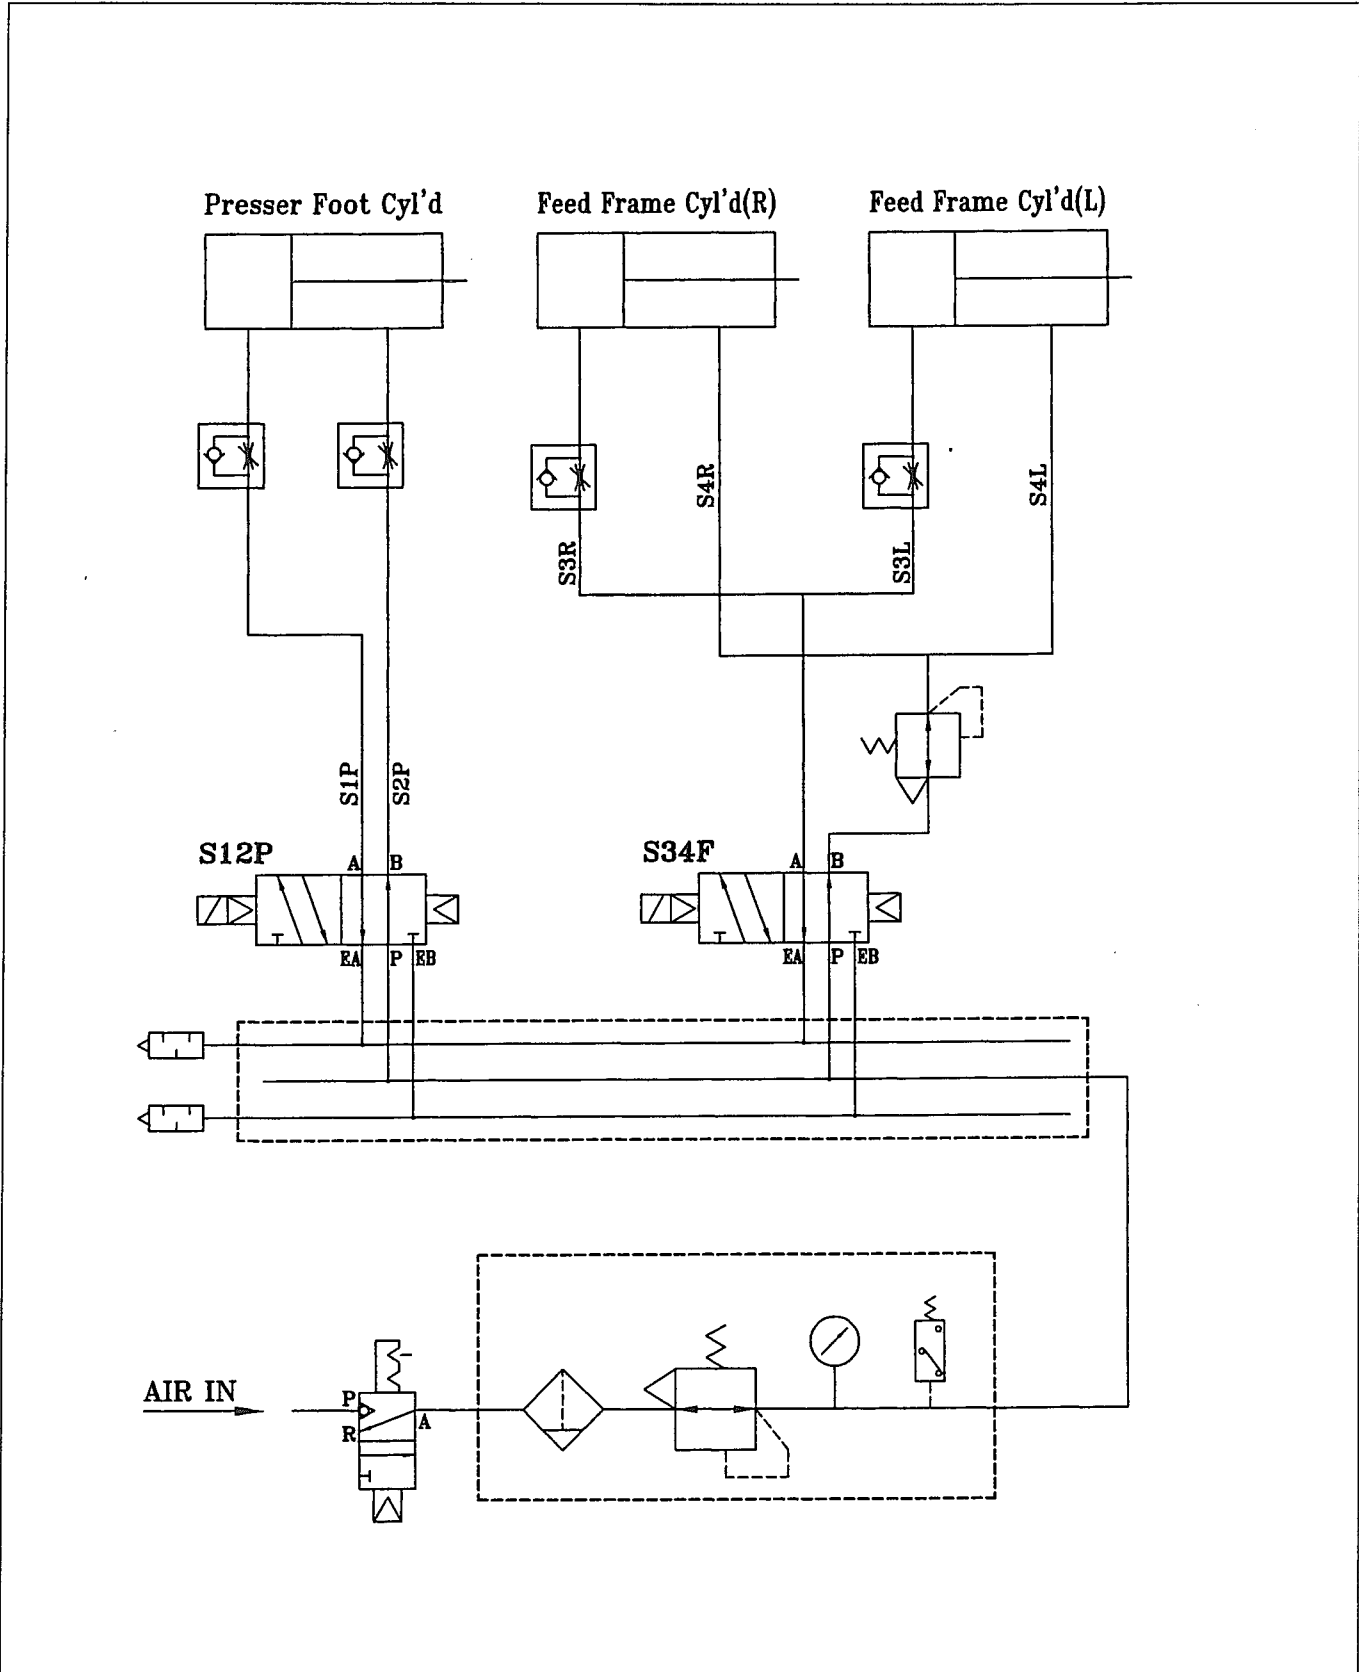 Presser Foot Cyl'd
Feed Frame Cyl'd(R)
Feed Frame Cyl'd(L)
S4R
S4L
S3R
S3L
S1P
S2P
S12P
A B
S34F
A B
EA P EB
EA P EB
AIR IN
P
R
A